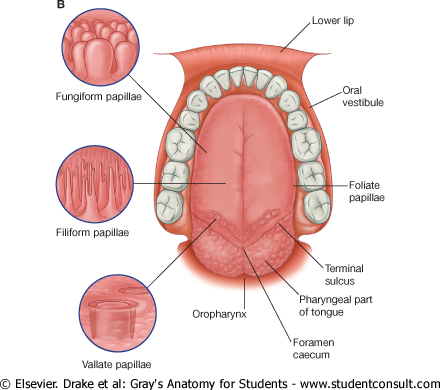 B
Lower lip
Fungiform papillae
Oral
vestibule
Foliate
papillae
Filiform papillae
Terminal
sulcus
Pharyngeal part
of tongue
Oropharynx
Foramen
caecum
Vallate papillae
© Elsevier. Drake et al: Gray's Anatomy for Students - www.studentconsult.com